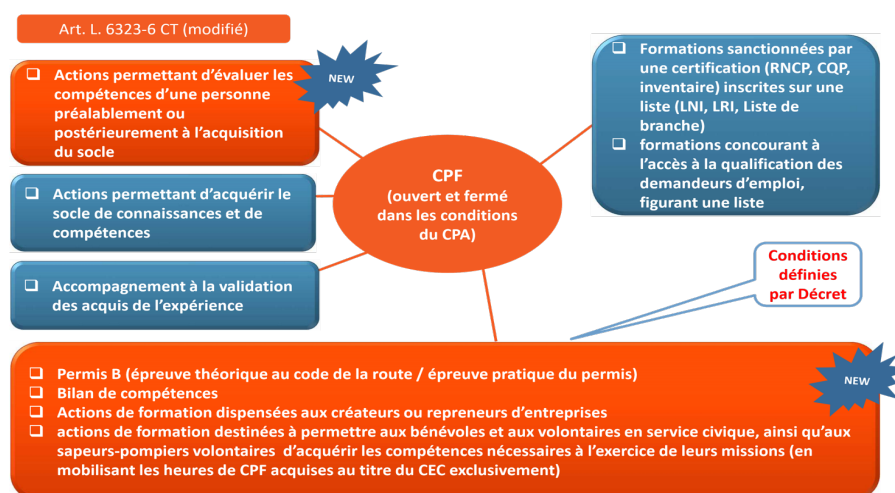 Art. L. 6323-6 CT (modifié)
❑ Actions permettant d'évaluer les
compétences d'une personne
préalablement ou
postérieurement à l'acquisition
du socle
NEW
❑ Actions permettant d'acquérir le
socle de connaissances et de
compétences
❑ Accompagnement à la validation
des acquis de l'expérience
CPF
(ouvert et fermé
dans les conditions
du CPA)
❑ Formations sanctionnées par
une certification (RNCP, CQP,
inventaire) inscrites sur une
liste (LNI, LRI, Liste de
branche)
❑ formations concourant à
l'accès à la qualification des
demandeurs d'emploi,
figurant une liste
Conditions
définies
par Décret
❑ Permis B (épreuve théorique au code de la route / épreuve pratique du permis)
❑ Bilan de compétences
❑ Actions de formation dispensées aux créateurs ou repreneurs d'entreprises
❑ actions de formation destinées à permettre aux bénévoles et aux volontaires en service civique, ainsi qu'aux
sapeurs-pompiers volontaires d'acquérir les compétences nécessaires à l'exercice de leurs missions (en
mobilisant les heures de CPF acquises au titre du CEC exclusivement)
NEW